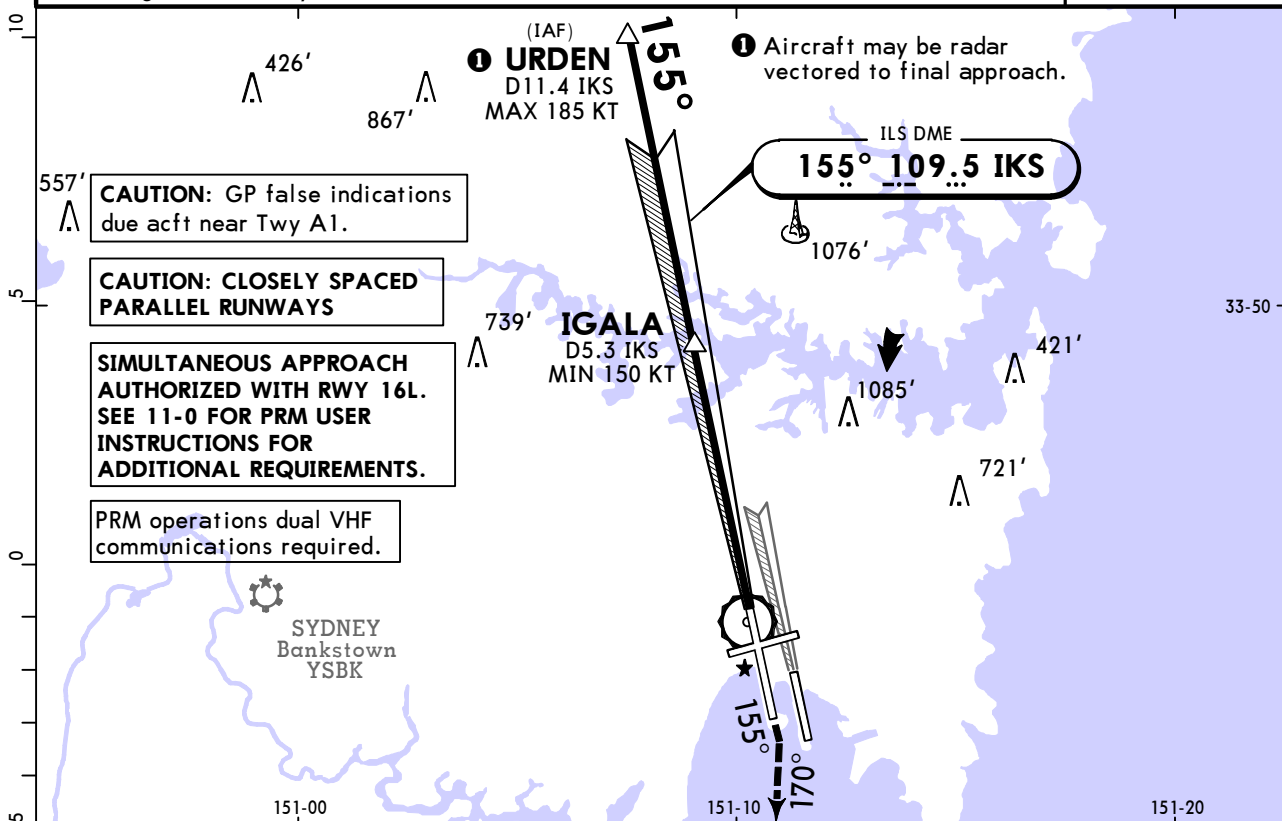 10
(IAF)
❶ URDEN
D11.4 IKS
MAX 185 KT
155°
❶ Aircraft may be radar
vectored to final approach.
426'
867'
ILS DME
155° 109.5 IKS
1076'
557'
CAUTION: GP false indications
due acft near Twy A1.
CAUTION: CLOSELY SPACED
PARALLEL RUNWAYS
5
33-50
739'
IGALA
D5.3 IKS
MIN 150 KT
421'
1085'
SIMULTANEOUS APPROACH
AUTHORIZED WITH RWY 16L.
SEE 11-0 FOR PRM USER
INSTRUCTIONS FOR
ADDITIONAL REQUIREMENTS.
721'
PRM operations dual VHF
communications required.
0
SYDNEY
Bankstown
YSBK
155°
170°
151-00
151-10
151-20
5